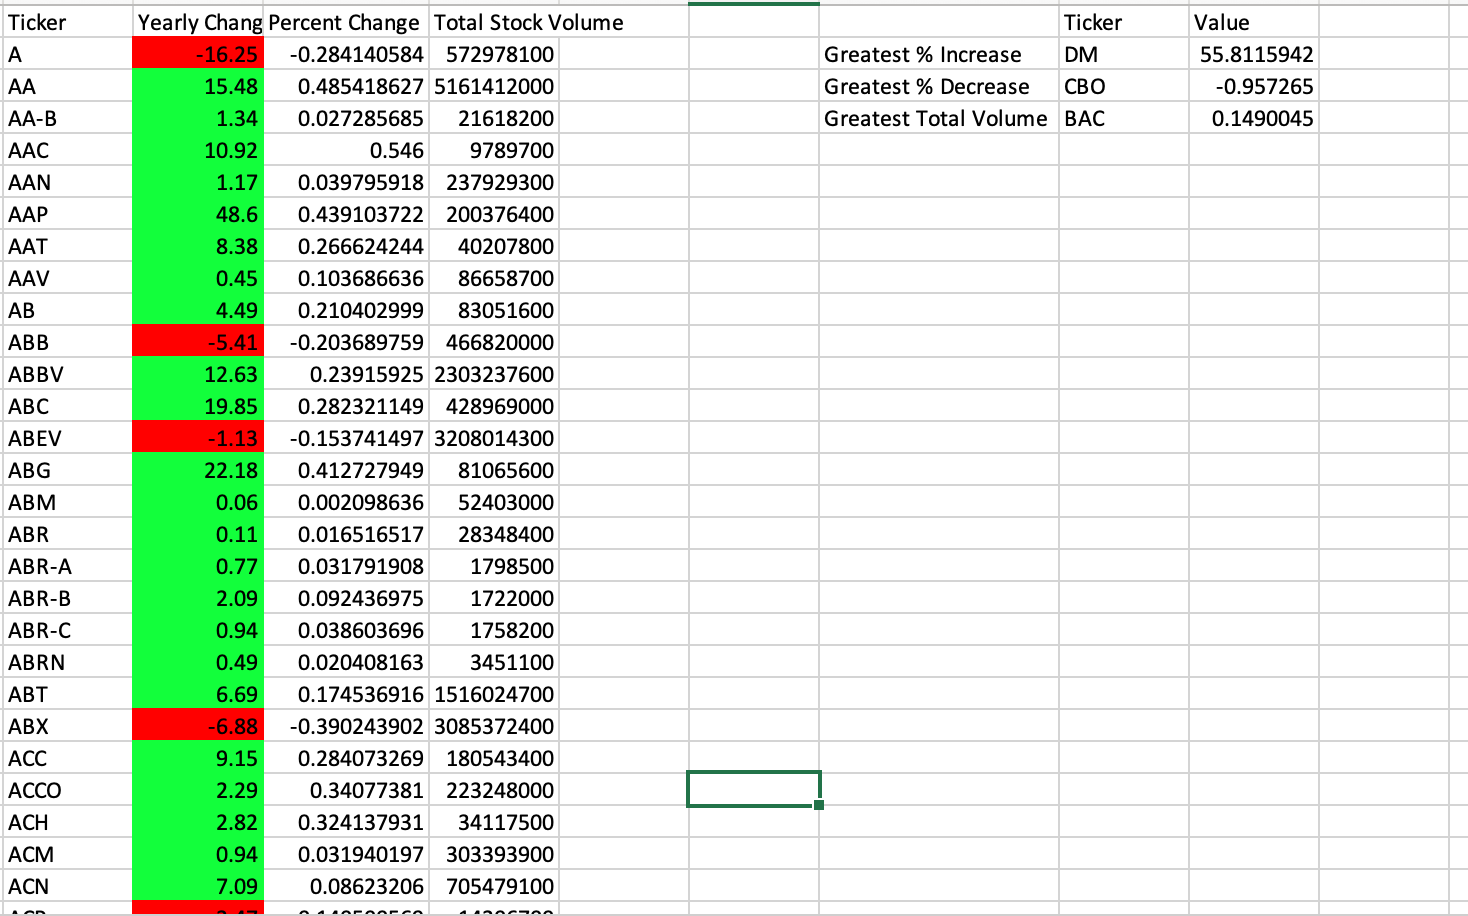 Ticker Yearly Chang Percent Change Total Stock Volume Ticker Value
A -16.25 -0.284140584 572978100 Greatest % Increase DM 55.8115942
AA 15.48 0.485418627 5161412000 Greatest % Decrease CBO -0.957265
AA-B 1.34 0.027285685 21618200 Greatest Total Volume BAC 0.1490045
AAC 10.92 0.546 9789700
AAN 1.17 0.039795918 237929300
AAP 48.6 0.439103722 200376400
AAT 8.38 0.266624244 40207800
AAV 0.45 0.103686636 86658700
AB 4.49 0.210402999 83051600
ABB -5.41 -0.203689759 466820000
ABBV 12.63 0.23915925 2303237600
ABC 19.85 0.282321149 428969000
ABEV -1.13 -0.153741497 3208014300
ABG 22.18 0.412727949 81065600
ABM 0.06 0.002098636 52403000
ABR 0.11 0.016516517 28348400
ABR-A 0.77 0.031791908 1798500
ABR-B 2.09 0.092436975 1722000
ABR-C 0.94 0.038603696 1758200
ABRN 0.49 0.020408163 3451100
ABT 6.69 0.174536916 1516024700
ABX -6.88 -0.390243902 3085372400
ACC 9.15 0.284073269 180543400
ACCO 2.29 0.34077381 223248000
ACH 2.82 0.324137931 34117500
ACM 0.94 0.031940197 303393900
ACN 7.09 0.08623206 705479100